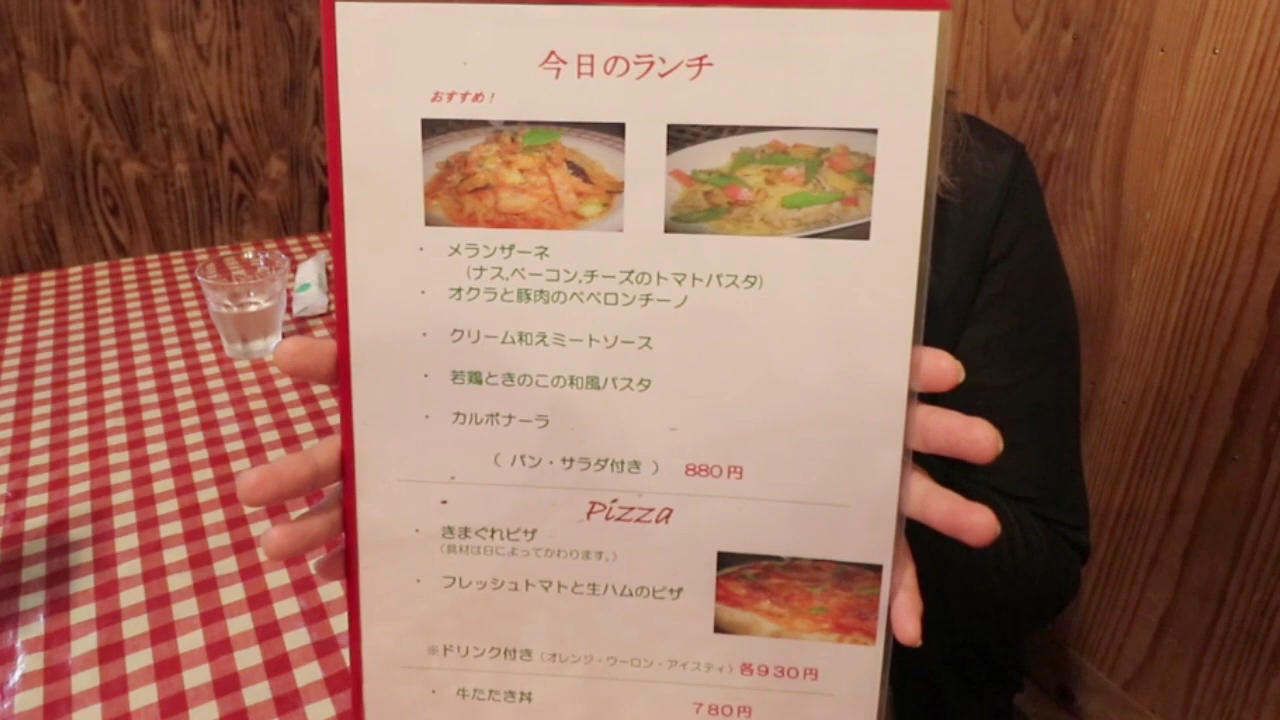 今日のランチ
おすすめ！
・ メランザーネ
（ナス,ベーコン,チーズのトマトパスタ）
・ オクラと豚肉のペペロンチーノ
・ クリーム和えミートソース
・ 若鶏ときのこの和風パスタ
・ カルボナーラ
（ パン・サラダ付き ） 880円
Pizza
・ きまぐれピザ
（具材は日によってかわります。）
・ フレッシュトマトと生ハムのピザ
※ドリンク付き（オレンジ・ウーロン・アイスティ）各930円
・ 牛たたき丼 780円